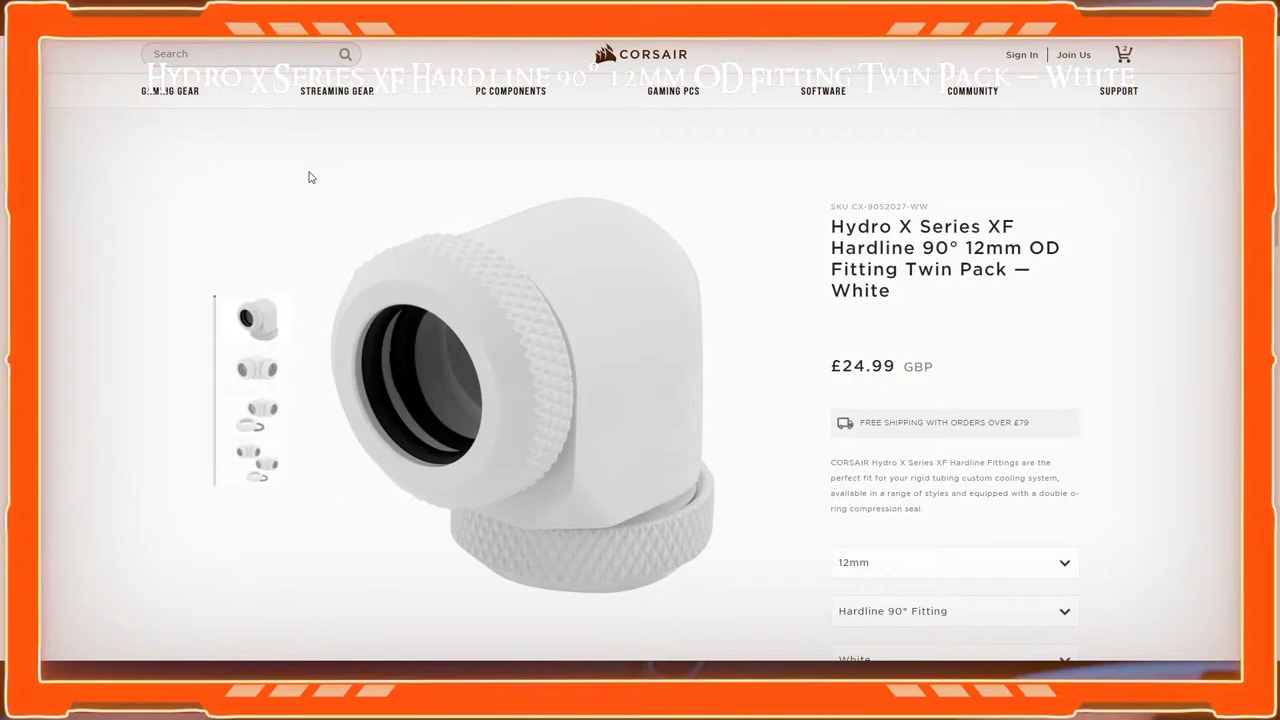 Search
CORSAIR
Sign In
Join Us
2
Hydro X Series XF Hardline 90° 12mm OD Fitting Twin Pack – White
GAMING GEAR
STREAMING GEAR
PC COMPONENTS
GAMING PCS
SOFTWARE
COMMUNITY
SUPPORT
SKU CX-9052027-WW
Hydro X Series XF
Hardline 90° 12mm OD
Fitting Twin Pack —
White
£24.99 GBP
FREE SHIPPING WITH ORDERS OVER £79
CORSAIR Hydro X Series XF Hardline Fittings are the
perfect fit for your rigid tubing custom cooling system,
available in a range of styles and equipped with a double o-
ring compression seal.
12mm
Hardline 90° Fitting
White